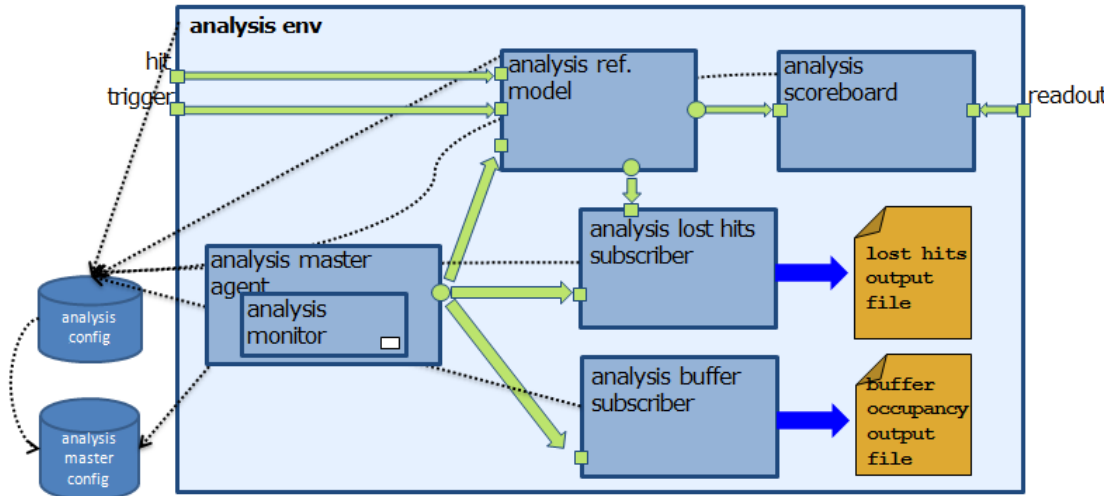 analysis env
hit
trigger
analysis ref.
model
analysis
scoreboard
readout
analysis lost hits
subscriber
lost hits
output
file
analysis master
agent
analysis
monitor
analysis
config
analysis buffer
subscriber
buffer
occupancy
output
file
analysis
master
config